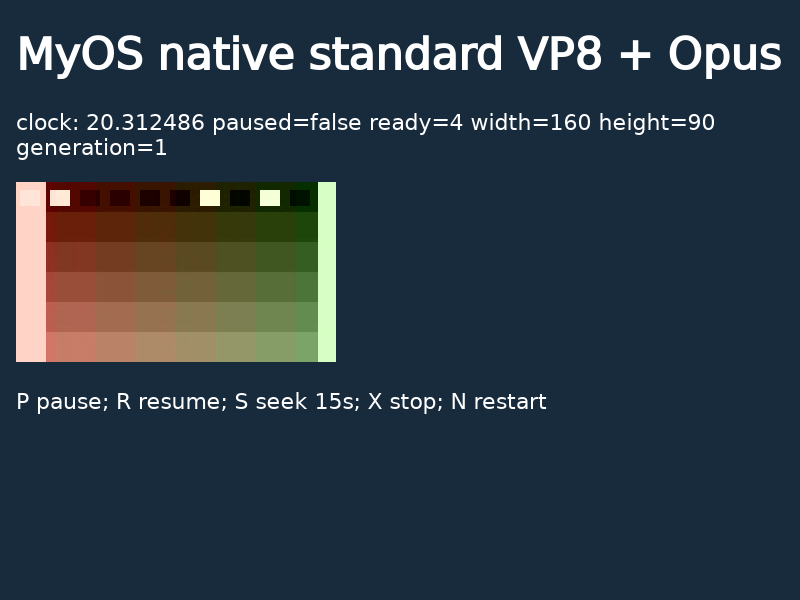 MyOS native standard VP8 + Opus
clock: 20.312486 paused=false ready=4 width=160 height=90
generation=1
P pause; R resume; S seek 15s; X stop; N restart